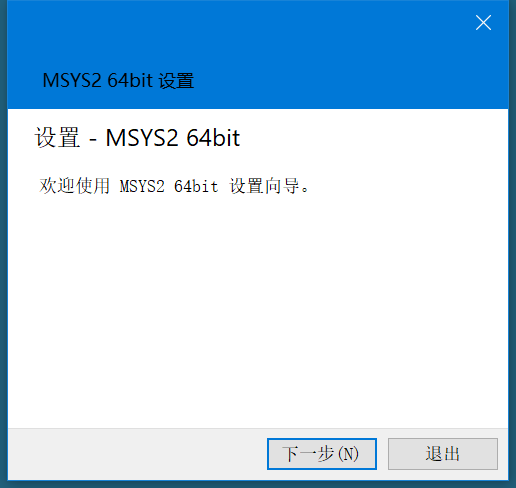 MSYS2 64bit 设置
设置 - MSYS2 64bit
欢迎使用 MSYS2 64bit 设置向导。
下一步(N)
退出